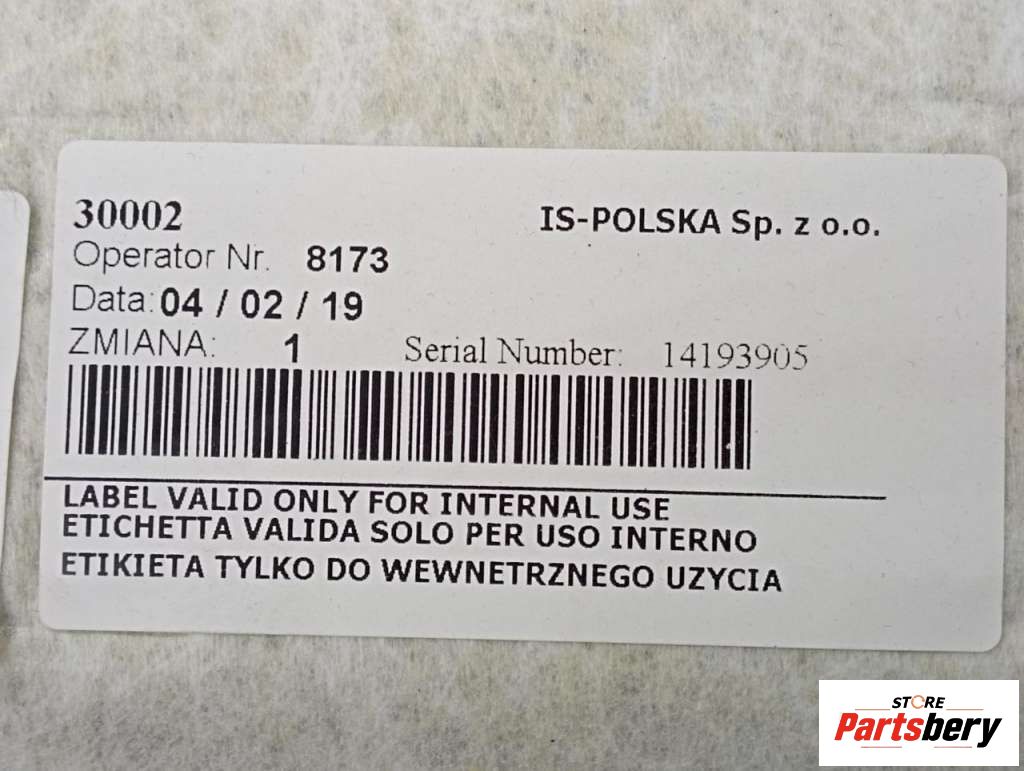 30002
IS-POLSKA Sp. z o.o.
Operator Nr. 8173
Data: 04 / 02 / 19
ZMIANA: 1 Serial Number: 14193905
LABEL VALID ONLY FOR INTERNAL USE
ETICHETTA VALIDA SOLO PER USO INTERNO
ETIKIETA TYLKO DO WEWNETRZNEGO UZYCIA
STORE
Partsbery